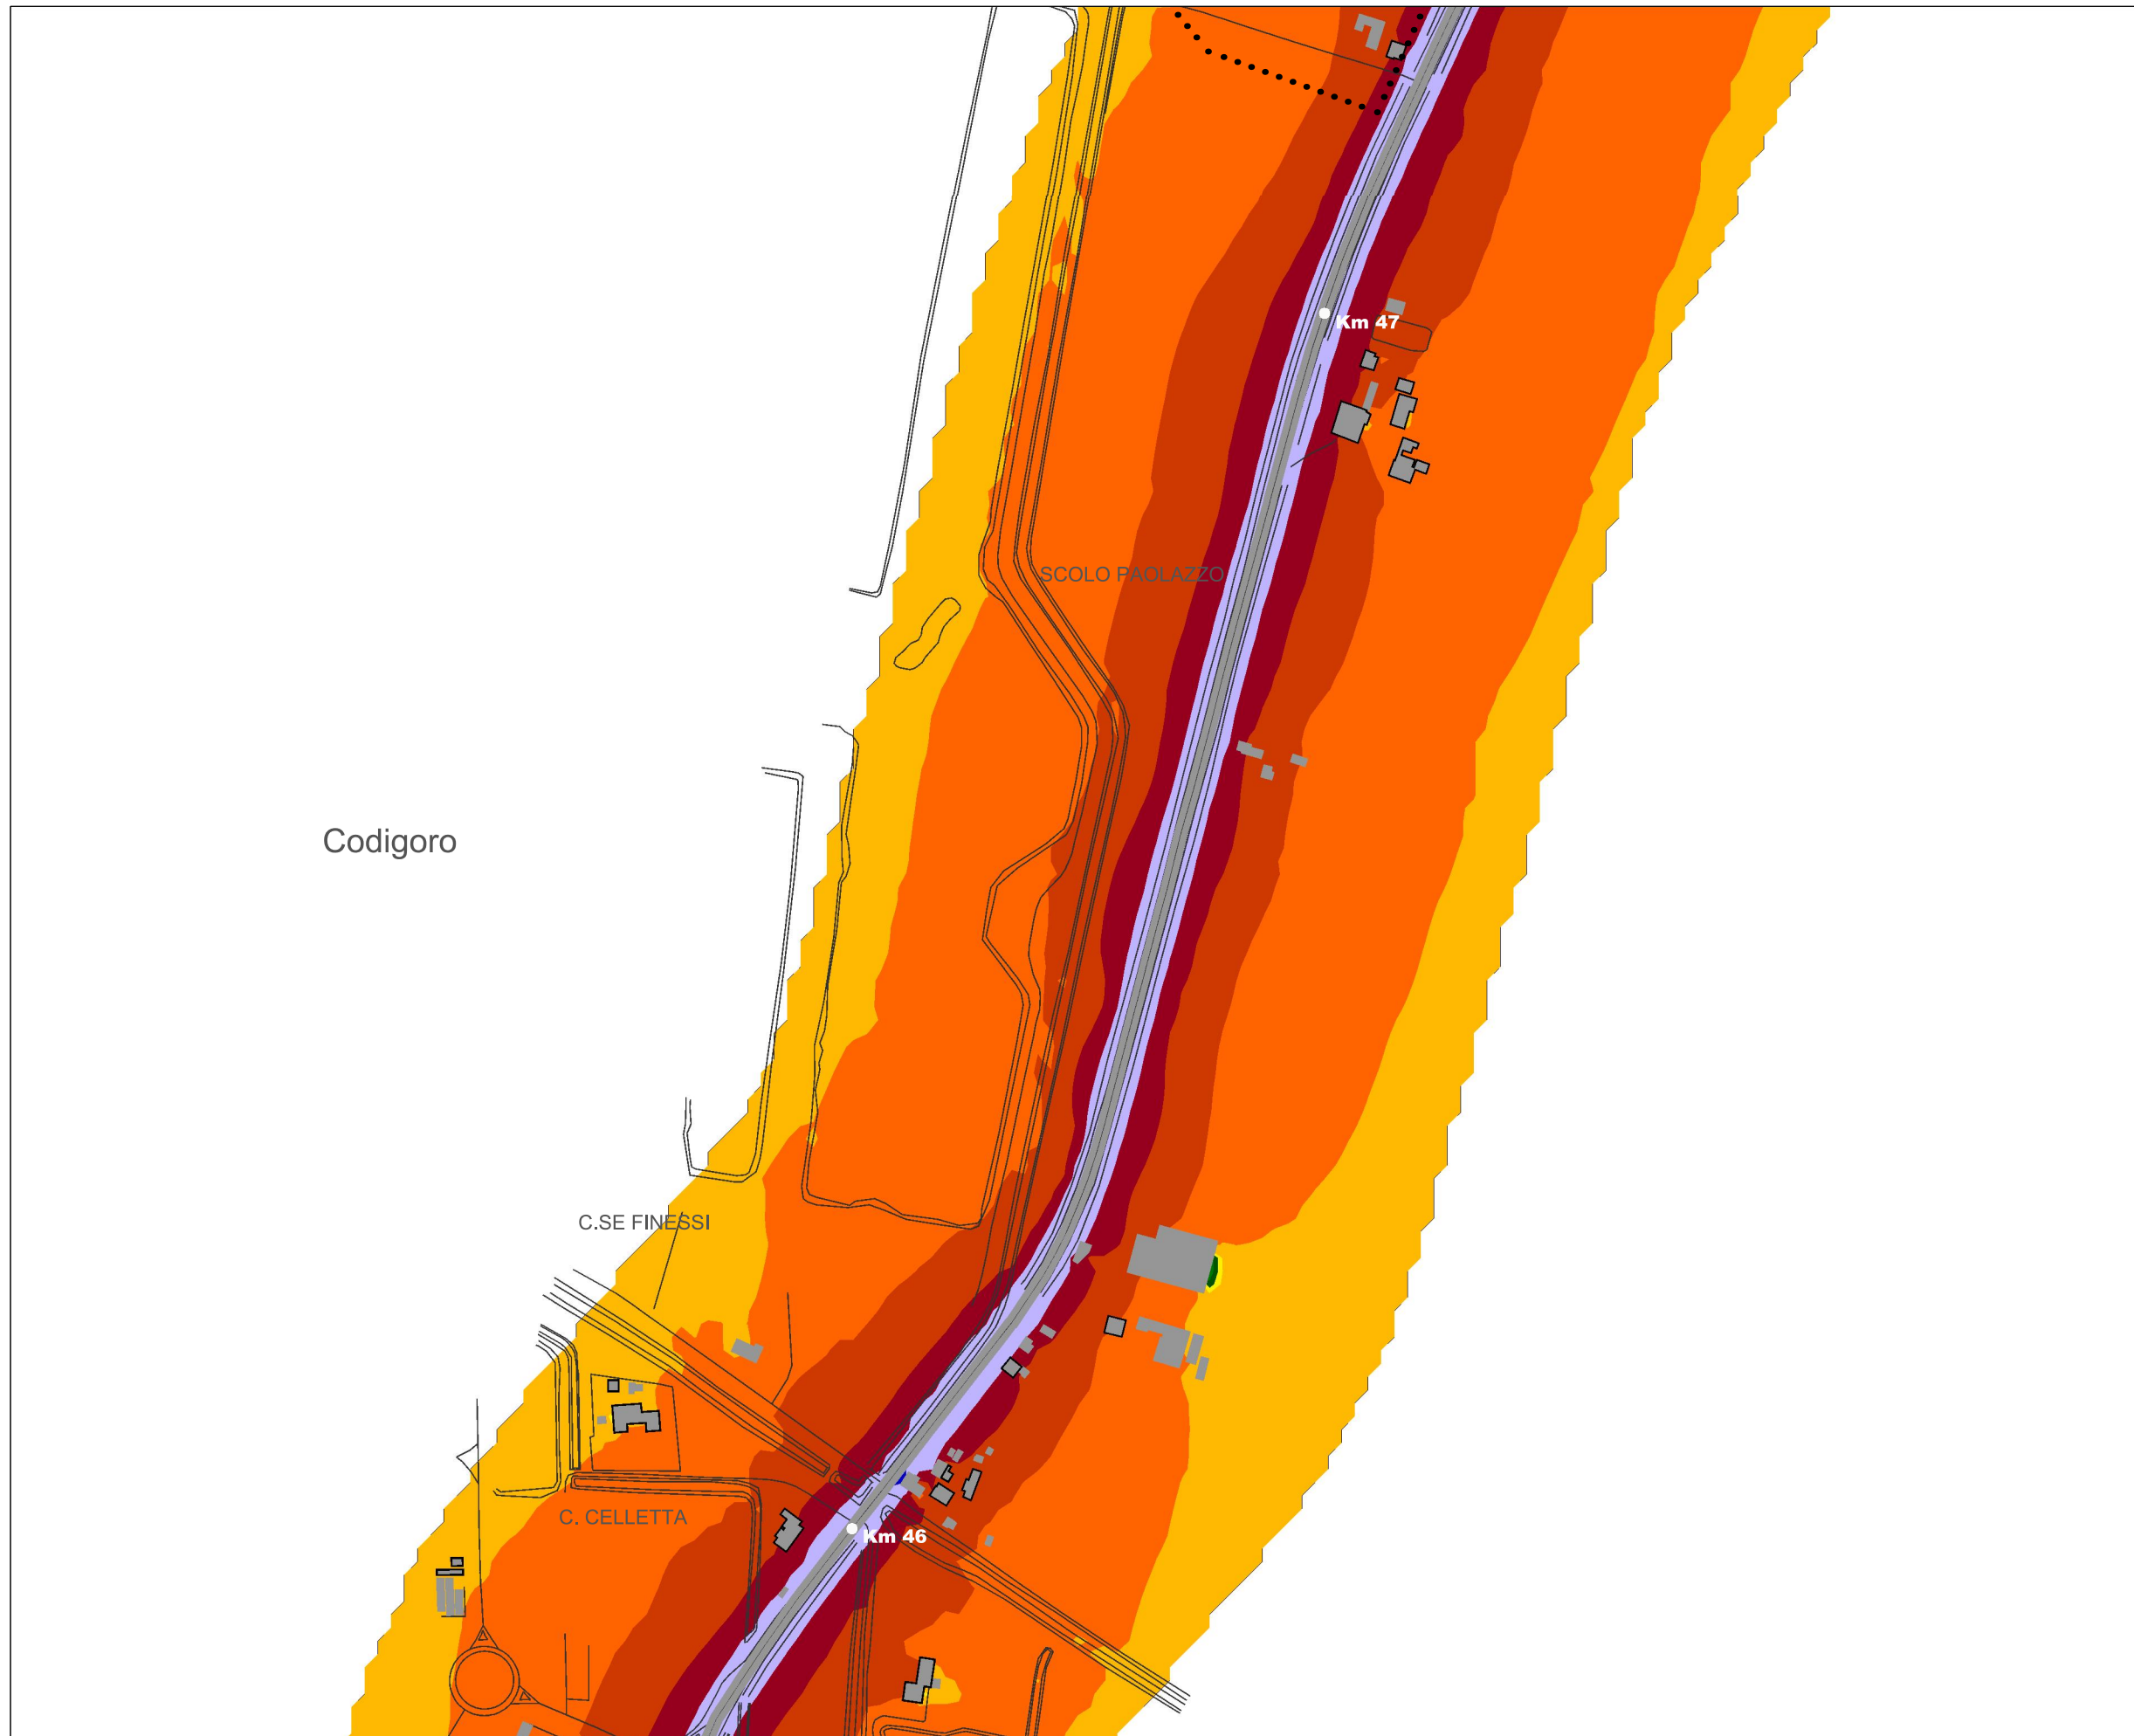 Km 47
SCOLO PAOLAZZO
Codigoro
C.SE FINESSI
C. CELLETTA
Km 46